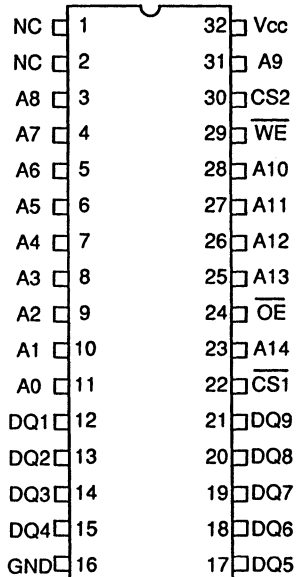 NC 1 32 Vcc
NC 2 31 A9
A8 3 30 CS2
A7 4 29 W̅E̅
A6 5 28 A10
A5 6 27 A11
A4 7 26 A12
A3 8 25 A13
A2 9 24 O̅E̅
A1 10 23 A14
A0 11 22 C̅S̅1̅
DQ1 12 21 DQ9
DQ2 13 20 DQ8
DQ3 14 19 DQ7
DQ4 15 18 DQ6
GND 16 17 DQ5